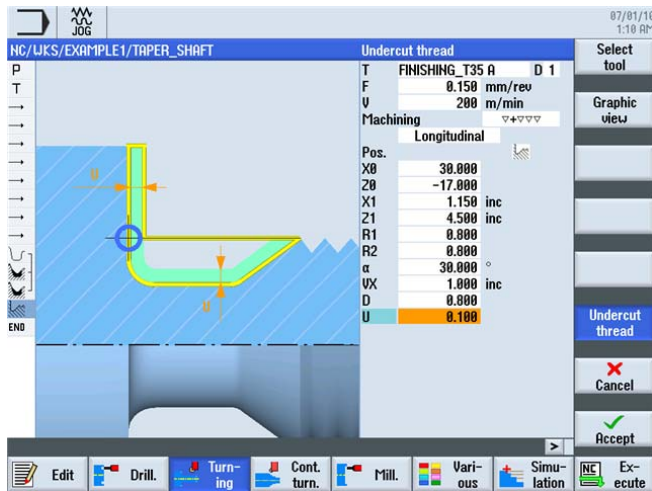 JOG
07/01/10
1:10 AM
NC/WKS/EXAMPLE1/TAPER_SHAFT
Undercut thread
Select tool
P
T
END
T FINISHING_T35 A D 1
F 0.150 mm/rev
V 200 m/min
Machining ▽+▽▽▽
Longitudinal
Pos.
X0 30.000
Z0 -17.000
X1 1.150 inc
Z1 4.500 inc
R1 0.800
R2 0.800
α 30.000 °
VX 1.000 inc
D 0.800
U 0.100
U
U
Graphic view
Undercut thread
Cancel
Accept
>
Edit
Drill.
Turn-
ing
Cont.
turn.
Mill.
Vari-
ous
Simu-
lation
NC
Ex-
ecute